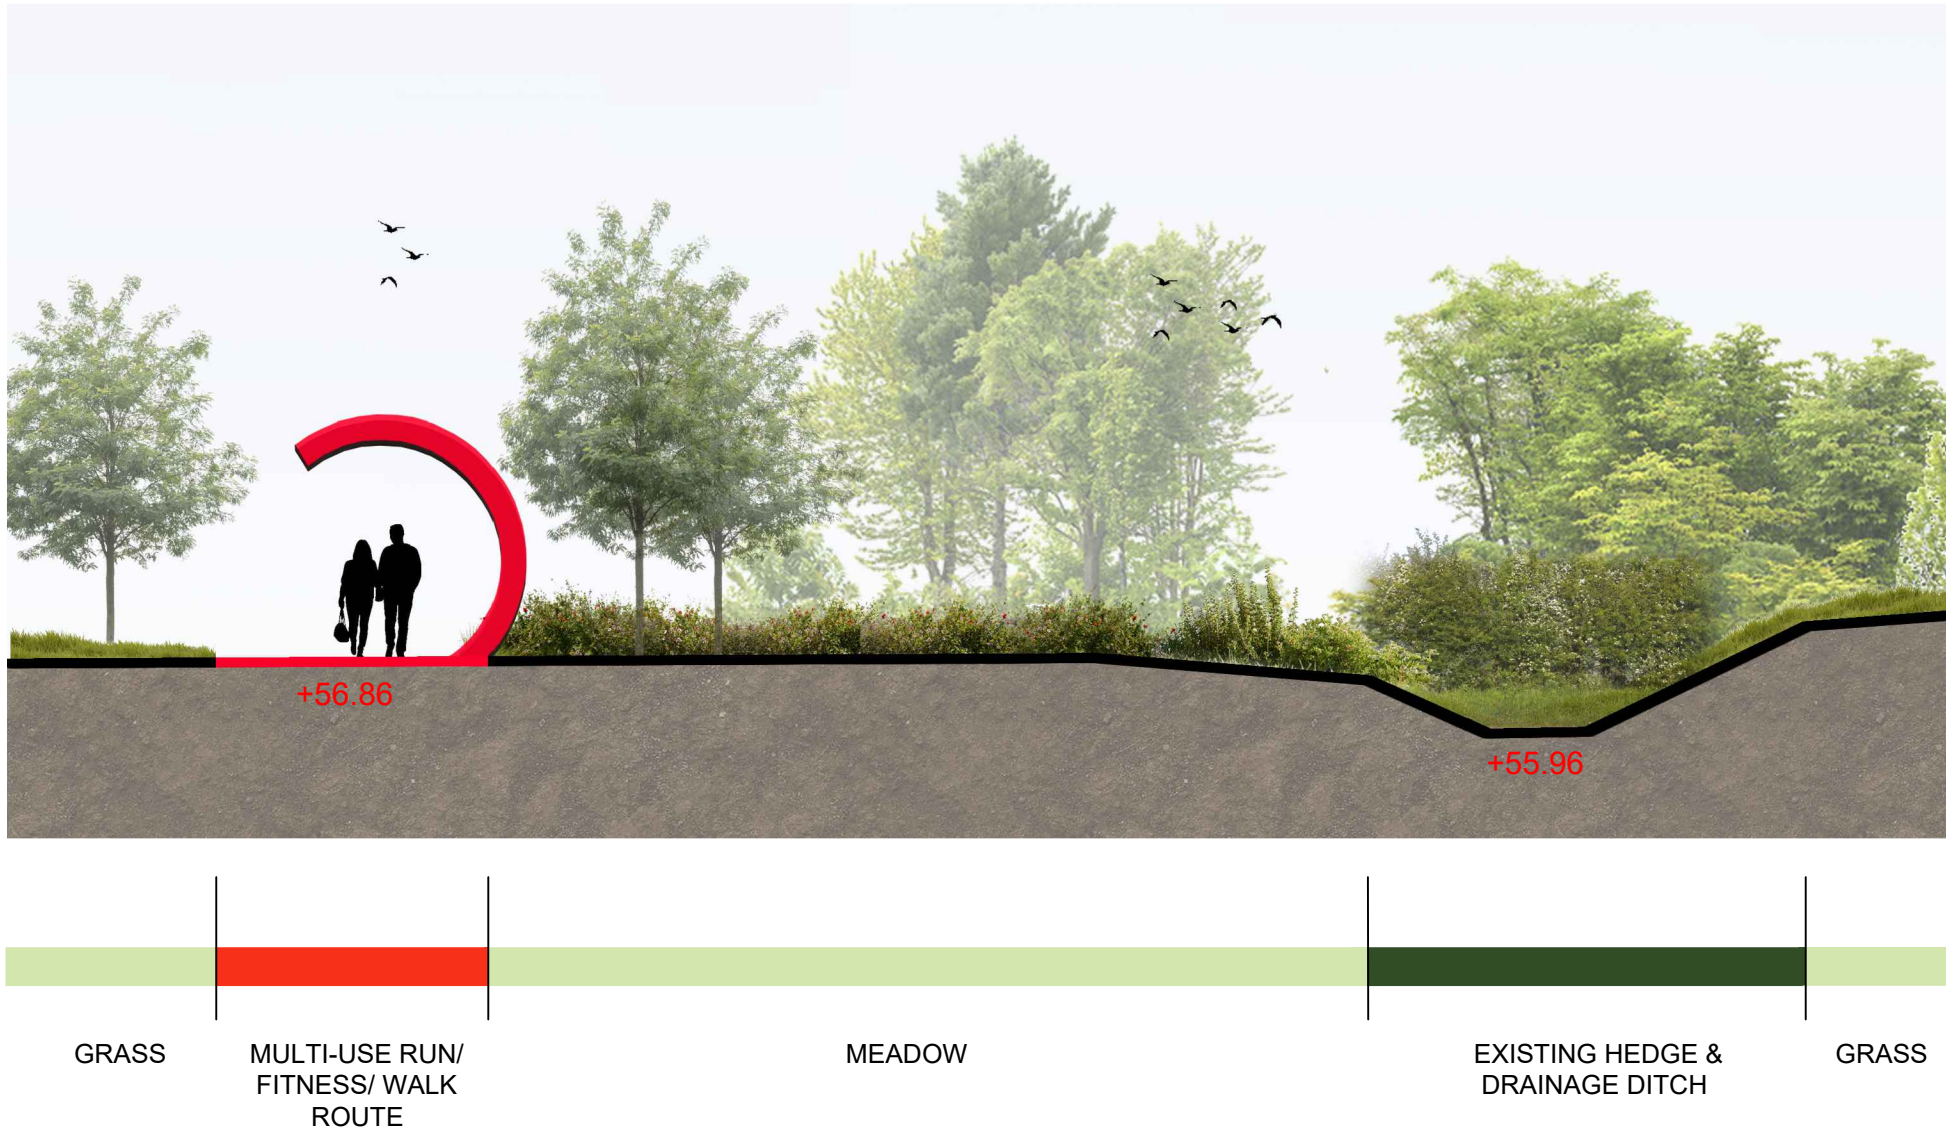 +56.86
+55.96
GRASS
MULTI-USE RUN/
FITNESS/ WALK
ROUTE
MEADOW
EXISTING HEDGE &
DRAINAGE DITCH
GRASS